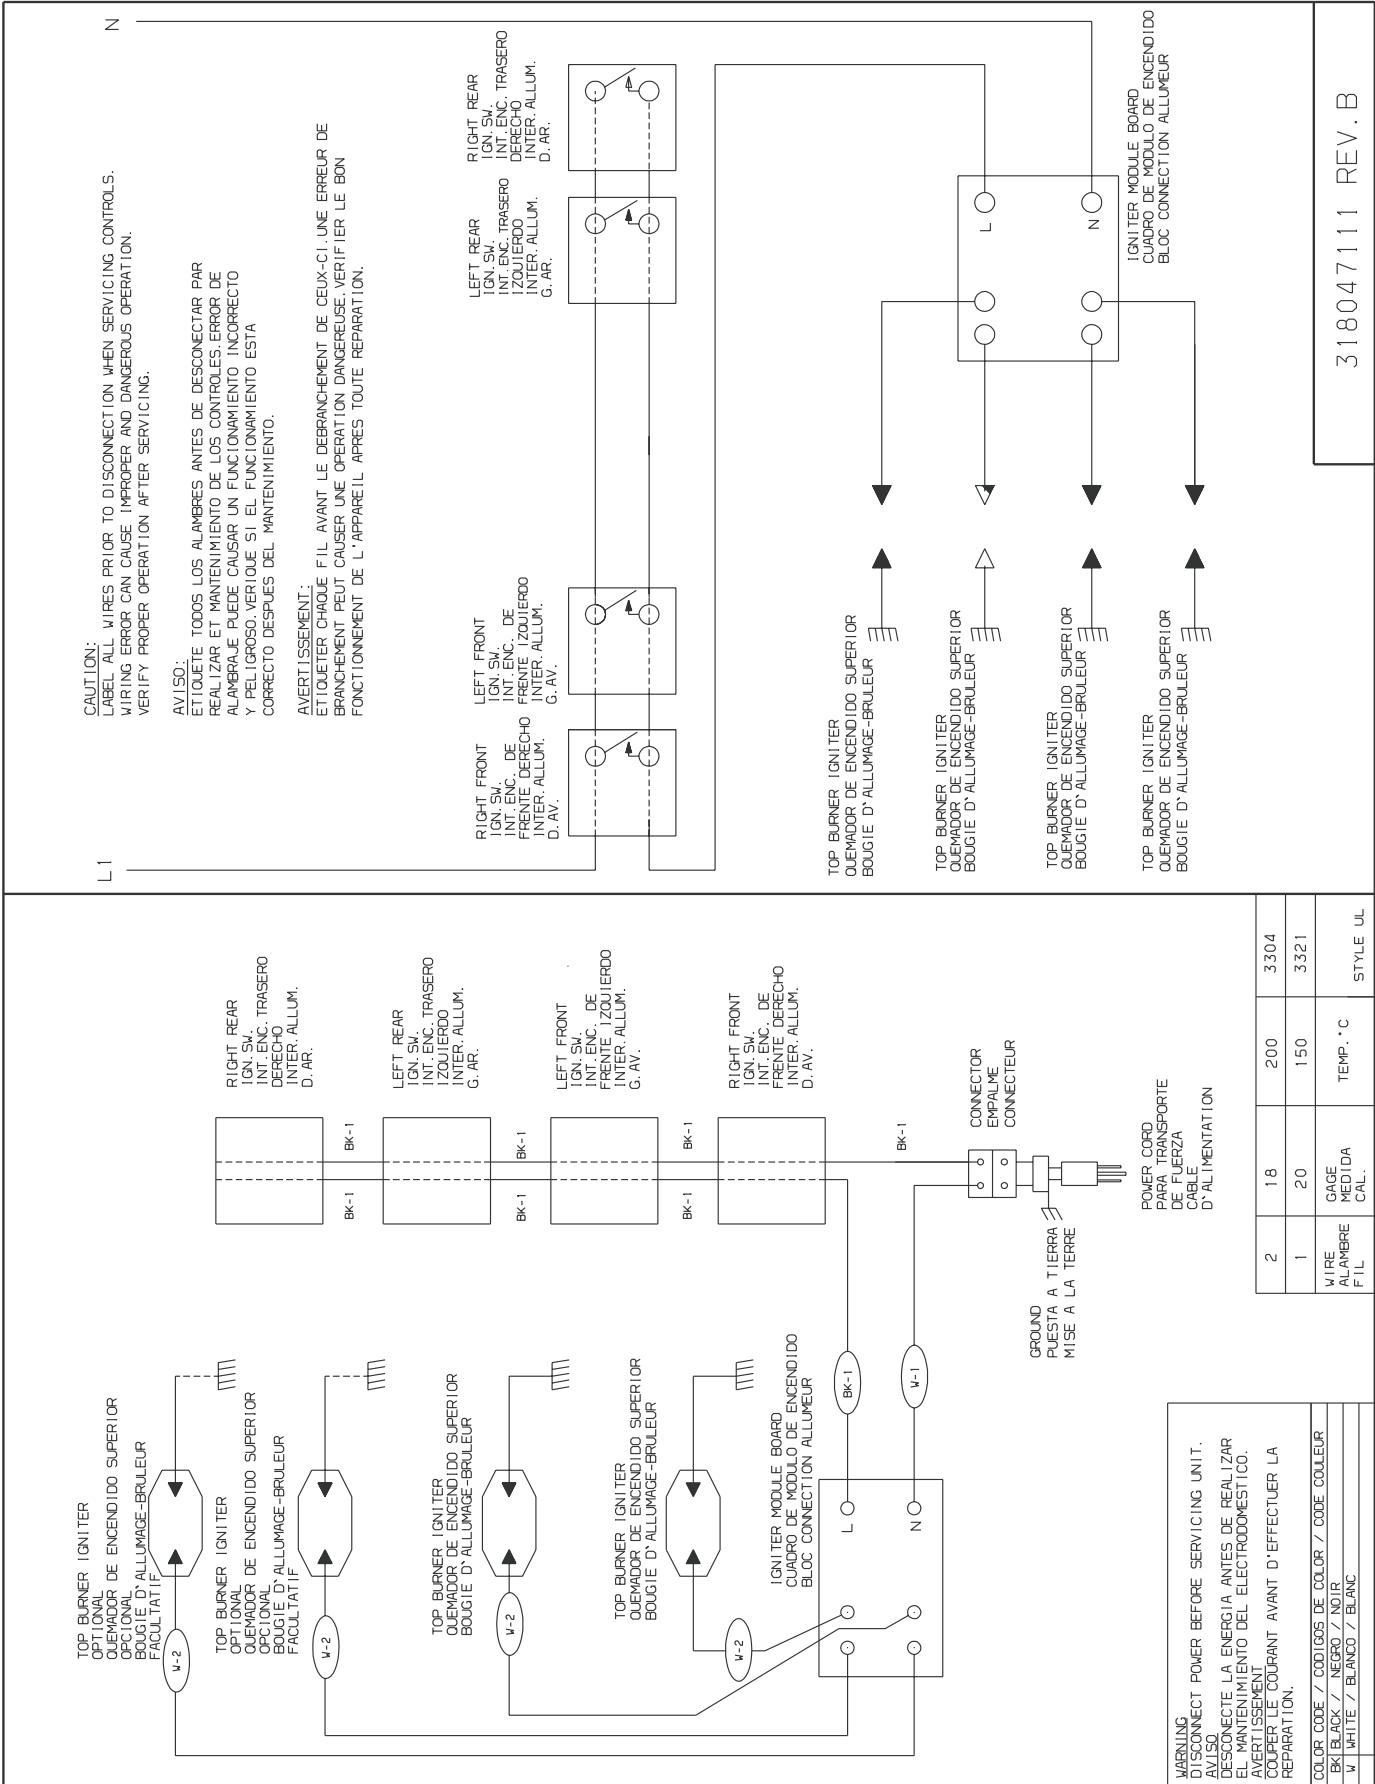 L1
N
CAUTION:
LABEL ALL WIRES PRIOR TO DISCONNECTION WHEN SERVICING CONTROLS.
WIRING ERROR CAN CAUSE IMPROPER AND DANGEROUS OPERATION.
VERIFY PROPER OPERATION AFTER SERVICING.
AVISO:
ETIQUETE TODOS LOS ALAMBRES ANTES DE DESCONECTAR PAR
REALIZAR ET MANTENIMIENTO DE LOS CONTROLES.ERROR DE
ALAMBRAJE PUEDE CAUSAR UN FUNCIONAMIENTO INCORRECTO
Y PELIGROSO.VERIQUE SI EL FUNCIONAMIENTO ESTA
CORRECTO DESPUES DEL MANTENIMIENTO.
AVERTISSEMENT:
ETIQUETER CHAQUE FIL AVANT LE DEBRANCHEMENT DE CEUX-CI.UNE ERREUR DE
BRANCHEMENT PEUT CAUSER UNE OPERATION DANGEREUSE.VERIFIER LE BON
FONCTIONNEMENT DE L'APPAREIL APRES TOUTE REPARATION.
RIGHT FRONT
IGN.SW.
INT.ENC. DE
FRENTE DERECHO
INTER.ALLUM.
D.AV.
LEFT FRONT
IGN.SW.
INT.ENC. DE
FRENTE IZQUIERDO
INTER.ALLUM.
G.AV.
LEFT REAR
IGN.SW.
INT.ENC.TRASERO
IZQUIERDO
INTER.ALLUM.
G.AR.
RIGHT REAR
IGN.SW.
INT.ENC.TRASERO
DERECHO
INTER.ALLUM.
D.AR.
TOP BURNER IGNITER
QUEMADOR DE ENCENDIDO SUPERIOR
BOUGIE D`ALLUMAGE-BRULEUR
TOP BURNER IGNITER
QUEMADOR DE ENCENDIDO SUPERIOR
BOUGIE D`ALLUMAGE-BRULEUR
TOP BURNER IGNITER
QUEMADOR DE ENCENDIDO SUPERIOR
BOUGIE D`ALLUMAGE-BRULEUR
TOP BURNER IGNITER
QUEMADOR DE ENCENDIDO SUPERIOR
BOUGIE D`ALLUMAGE-BRULEUR
L
N
IGNITER MODULE BOARD
CUADRO DE MODULO DE ENCENDIDO
BLOC CONNECTION ALLUMEUR
318047111 REV.B
TOP BURNER IGNITER
OPTIONAL
QUEMADOR DE ENCENDIDO SUPERIOR
OPCIONAL
BOUGIE D`ALLUMAGE-BRULEUR
FACULTATIF
W-2
TOP BURNER IGNITER
OPTIONAL
QUEMADOR DE ENCENDIDO SUPERIOR
OPCIONAL
BOUGIE D`ALLUMAGE-BRULEUR
FACULTATIF
W-2
TOP BURNER IGNITER
QUEMADOR DE ENCENDIDO SUPERIOR
BOUGIE D`ALLUMAGE-BRULEUR
W-2
TOP BURNER IGNITER
QUEMADOR DE ENCENDIDO SUPERIOR
BOUGIE D`ALLUMAGE-BRULEUR
W-2
IGNITER MODULE BOARD
CUADRO DE MODULO DE ENCENDIDO
BLOC CONNECTION ALLUMEUR
L
N
BK-1
W-1
RIGHT REAR
IGN.SW.
INT.ENC.TRASERO
DERECHO
INTER.ALLUM.
D.AR.
BK-1
BK-1
LEFT REAR
IGN.SW.
INT.ENC.TRASERO
IZQUIERDO
INTER.ALLUM.
G.AR.
BK-1
BK-1
LEFT FRONT
IGN.SW.
INT.ENC. DE
FRENTE IZQUIERDO
INTER.ALLUM.
G.AV.
BK-1
BK-1
RIGHT FRONT
IGN.SW.
INT.ENC. DE
FRENTE DERECHO
INTER.ALLUM.
D.AV.
BK-1
CONNECTOR
EMPALME
CONNECTEUR
GROUND
PUESTA A TIERRA
MISE A LA TERRE
POWER CORD
PARA TRANSPORTE
DE FUERZA
CABLE
D`ALIMENTATION
WARNING
DISCONNECT POWER BEFORE SERVICING UNIT.
AVISO
DESCONECTE LA ENERGIA ANTES DE REALIZAR
EL MANTENIMIENTO DEL ELECTRODOMESTICO.
AVERTISSEMENT
COUPER LE COURANT AVANT D'EFFECTUER LA
REPARATION.
COLOR CODE / CODIGOS DE COLOR / CODE COULEUR
BK BLACK / NEGRO / NOIR
W WHITE / BLANCO / BLANC
2 18 200 3304
1 20 150 3321
WIRE ALAMBRE FIL
GAGE MEDIDA CAL.
TEMP.°C
STYLE UL